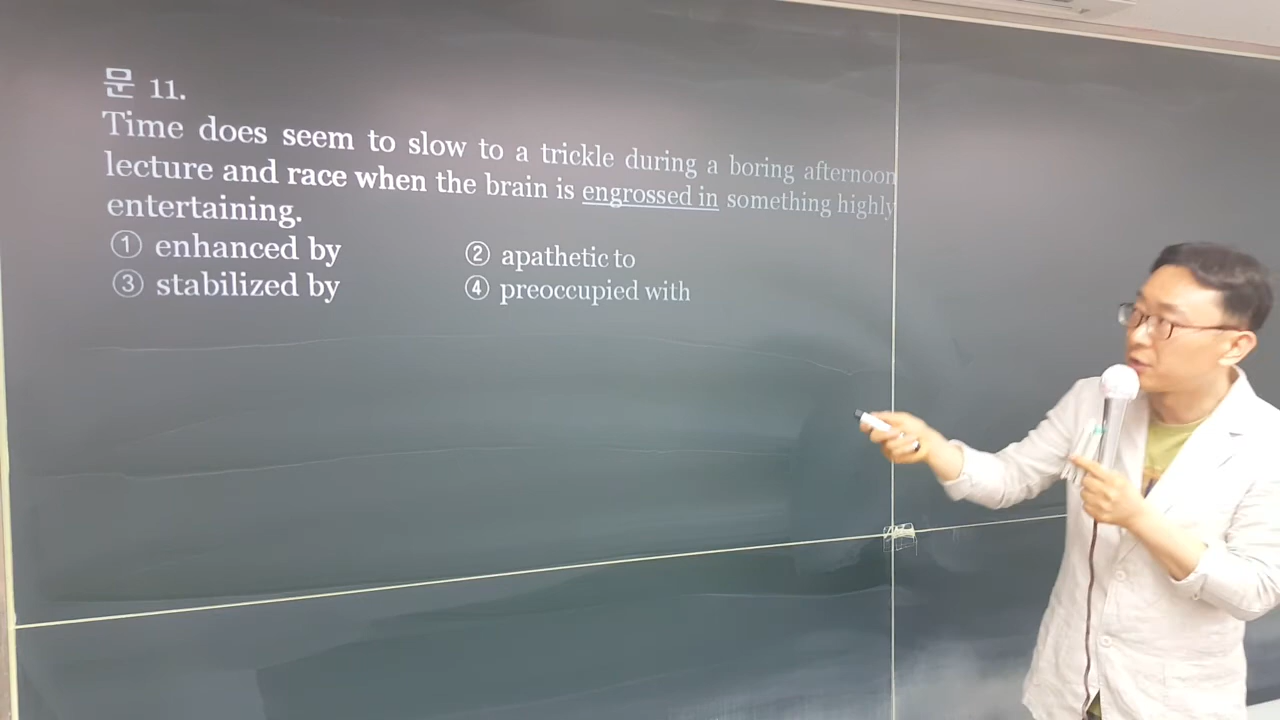 문 11.
Time does seem to slow to a trickle during a boring afternoon
lecture and race when the brain is engrossed in something highly
entertaining.
① enhanced by ② apathetic to
③ stabilized by ④ preoccupied with